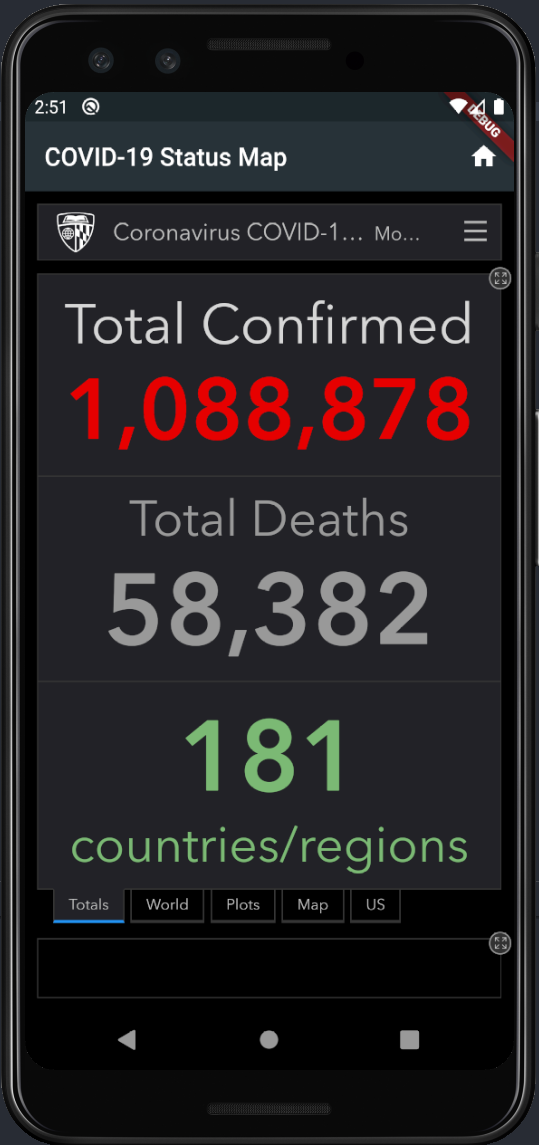 2:51
DEBUG
COVID-19 Status Map
Coronavirus COVID-1... Mo...
Total Confirmed
1,088,878
Total Deaths
58,382
181
countries/regions
Totals World Plots Map US